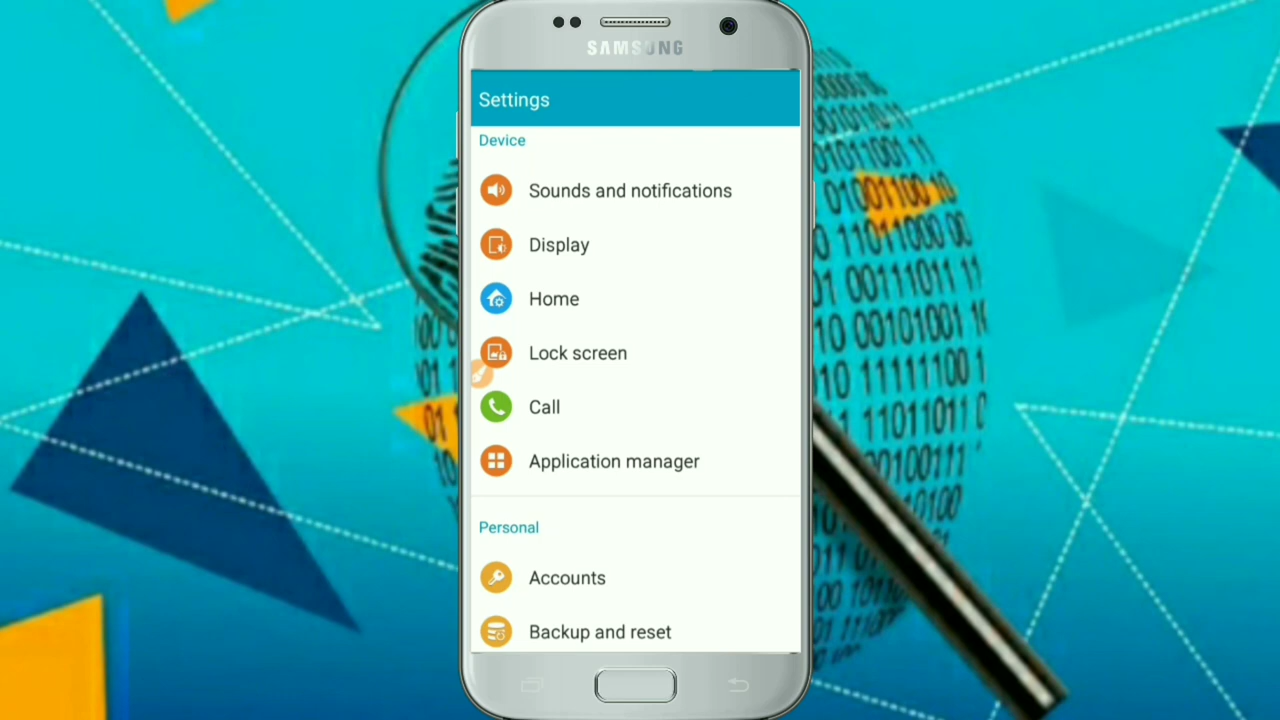 SAMSUNG
Settings
Device
Sounds and notifications
Display
Home
Lock screen
Call
Application manager
Personal
Accounts
Backup and reset